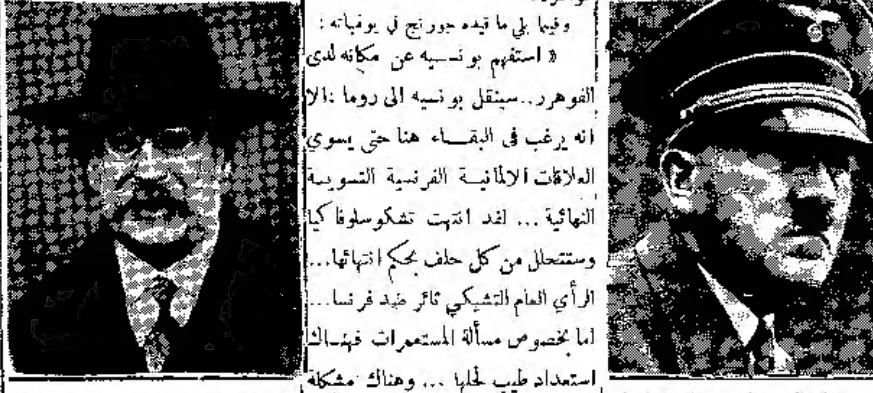 وفيما يلي ما قيده جورنج في يومياته :
« استفهم بونسيه عن مكانه لدى
الفوهرر..سينقل بونسيه الى روما :الا
انه يرغب في البقاء هنا حتى يسوي
العلاقات الالمانية الفرنسية التسوية
النهائية ... لقد انتهت تشكوسلوفاكيا
وستتحلل من كل حلف بحكم انتهائها...
الرأي العام التشيكي ثائر ضد فرنسا...
اما بخصوص مسألة المستعمرات فهناك
استعداد طيب لحلها ... وهناك مشكلة